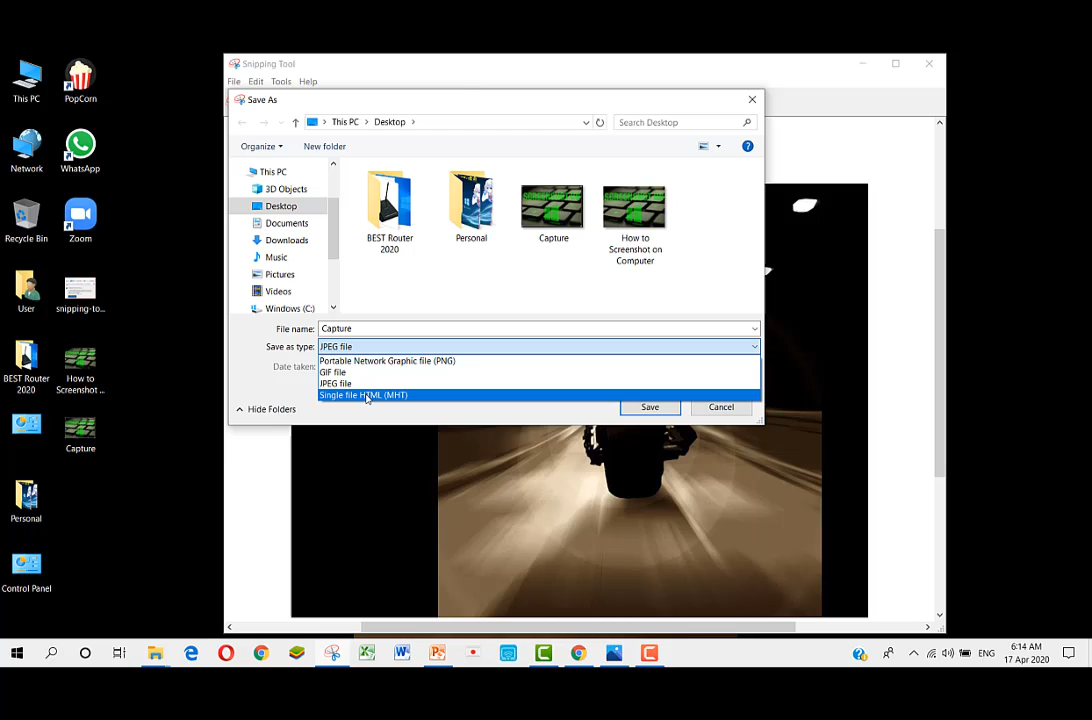 This PC
PopCorn
Network
WhatsApp
Recycle Bin
Zoom
User
snipping-to...
BEST Router
2020
How to
Screenshot ...
Capture
Personal
Control Panel
Snipping Tool
File Edit Tools Help
Save As
This PC > Desktop >
Search Desktop
Organize
New folder
This PC
3D Objects
Desktop
Documents
Downloads
Music
Pictures
Videos
Windows (C:)
BEST Router
2020
Personal
Capture
How to
Screenshot on
Computer
File name: Capture
Save as type: JPEG file
Portable Network Graphic file (PNG)
GIF file
JPEG file
Single file HTML (MHT)
Date taken:
Hide Folders
Save
Cancel
ENG
6:14 AM
17 Apr 2020